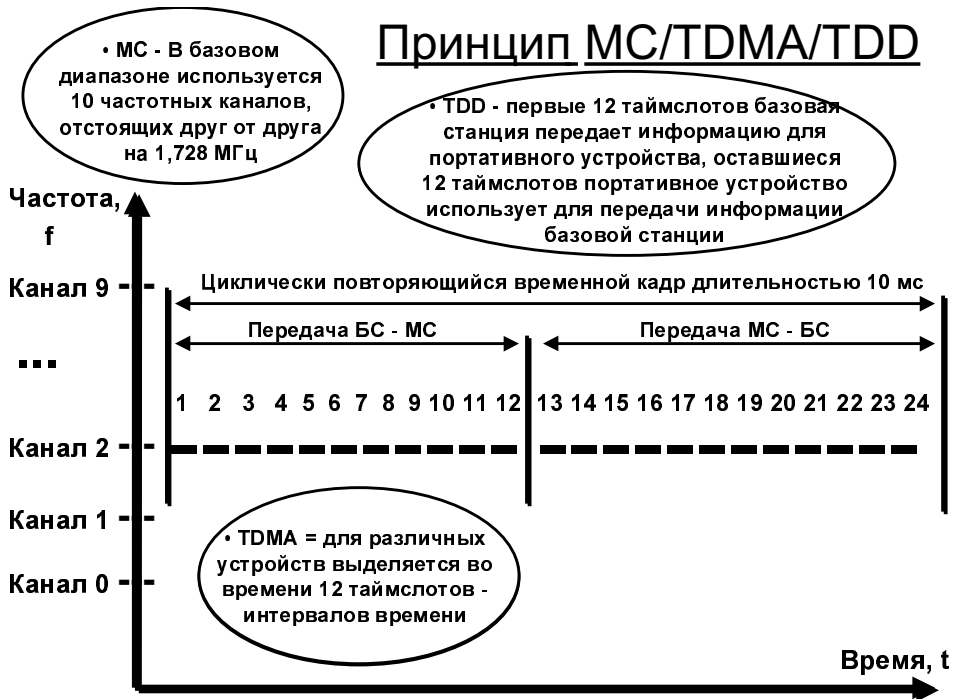 Принцип MC/TDMA/TDD
• MC - В базовом
диапазоне используется
10 частотных каналов,
отстоящих друг от друга
на 1,728 МГц
• TDD - первые 12 таймслотов базовая
станция передает информацию для
портативного устройства, оставшиеся
12 таймслотов портативное устройство
использует для передачи информации
базовой станции
Частота,
f
Канал 9
Циклически повторяющийся временной кадр длительностью 10 мс
Передача БС - МС
Передача МС - БС
...
1 2 3 4 5 6 7 8 9 10 11 12 13 14 15 16 17 18 19 20 21 22 23 24
Канал 2
Канал 1
Канал 0
• TDMA = для различных
устройств выделяется во
времени 12 таймслотов -
интервалов времени
Время, t